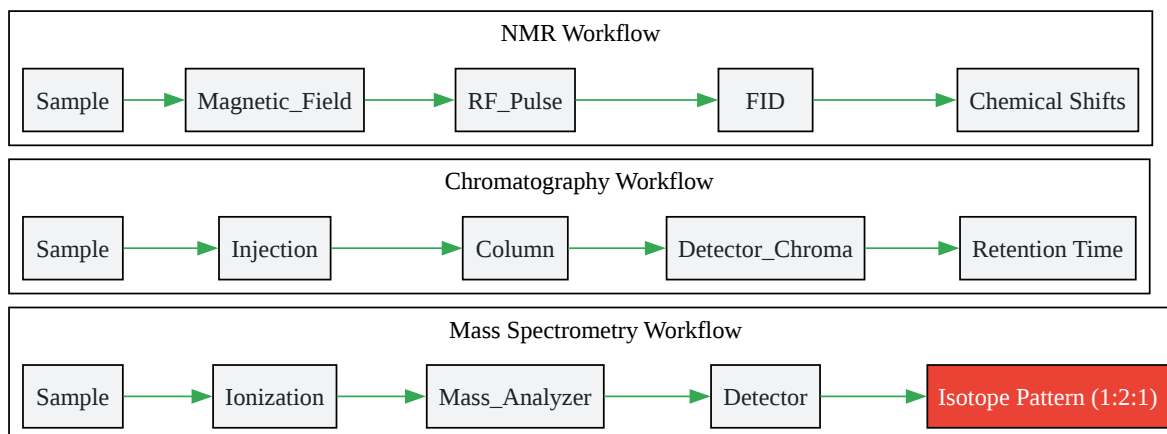 NMR Workflow
Sample Magnetic_Field RF_Pulse FID Chemical Shifts
Chromatography Workflow
Sample Injection Column Detector_Chroma Retention Time
Mass Spectrometry Workflow
Sample Ionization Mass_Analyzer Detector Isotope Pattern (1:2:1)